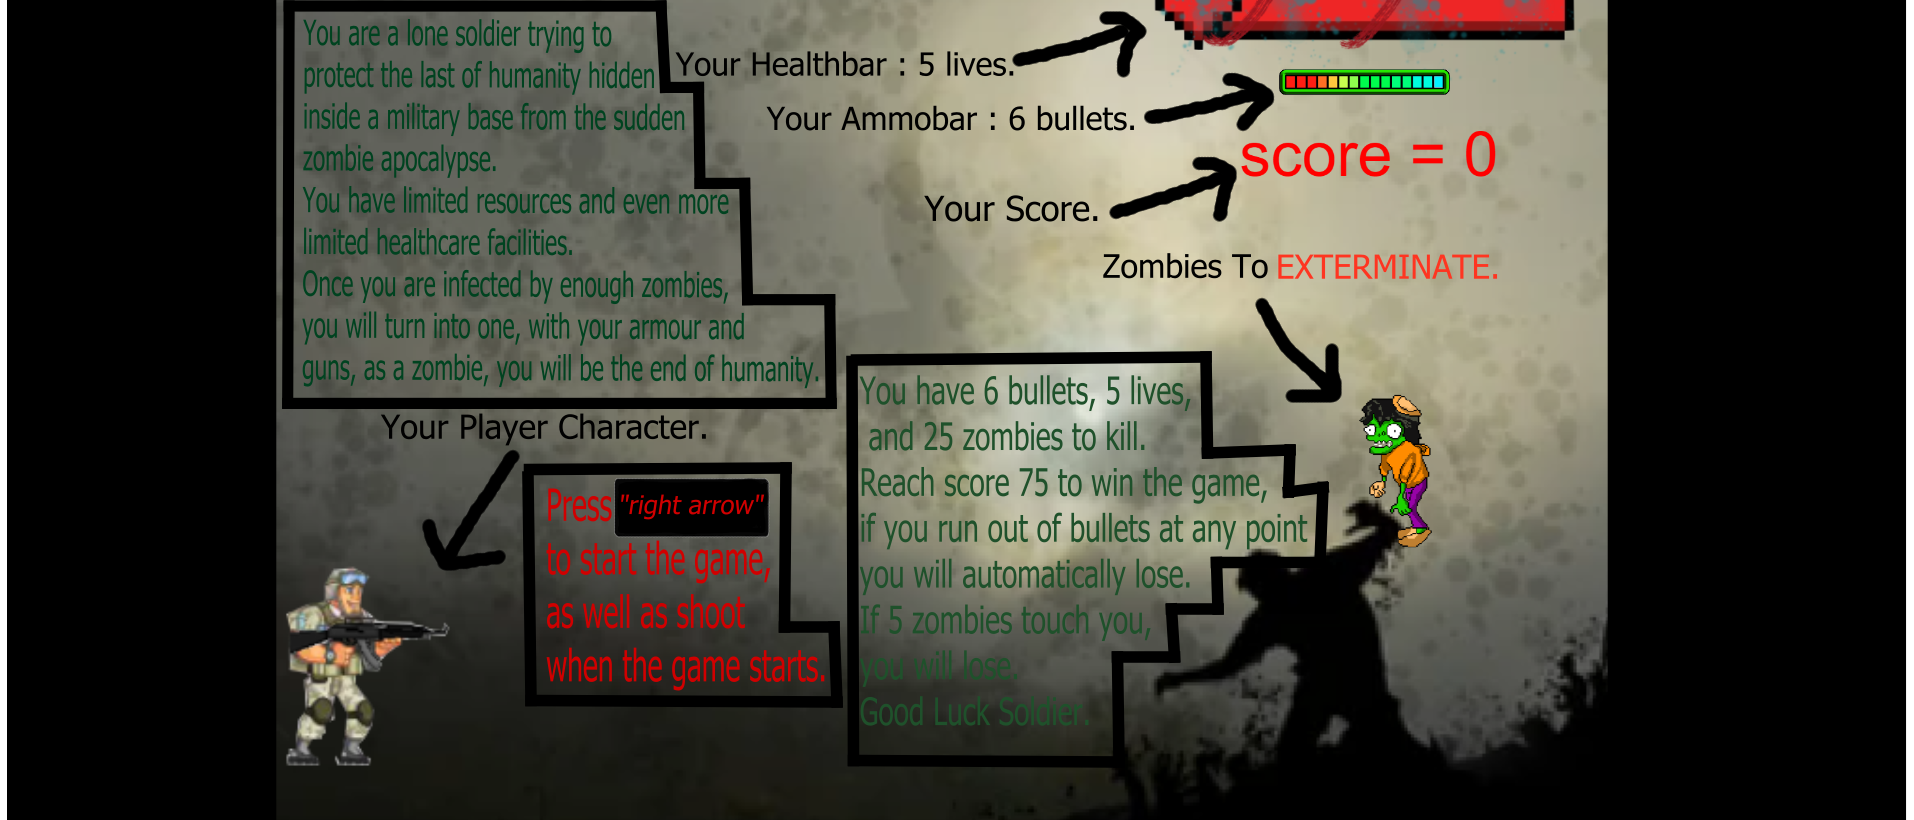 You are a lone soldier trying to
protect the last of humanity hidden
inside a military base from the sudden
zombie apocalypse.
You have limited resources and even more
limited healthcare facilities.
Once you are infected by enough zombies,
you will turn into one, with your armour and
guns, as a zombie, you will be the end of humanity.
Your Healthbar : 5 lives.
Your Ammobar : 6 bullets.
score = 0
Your Score.
Zombies To EXTERMINATE.
Your Player Character.
Press "right arrow"
to start the game,
as well as shoot
when the game starts.
You have 6 bullets, 5 lives,
and 25 zombies to kill.
Reach score 75 to win the game,
if you run out of bullets at any point
you will automatically lose.
If 5 zombies touch you,
you will lose.
Good Luck Soldier.